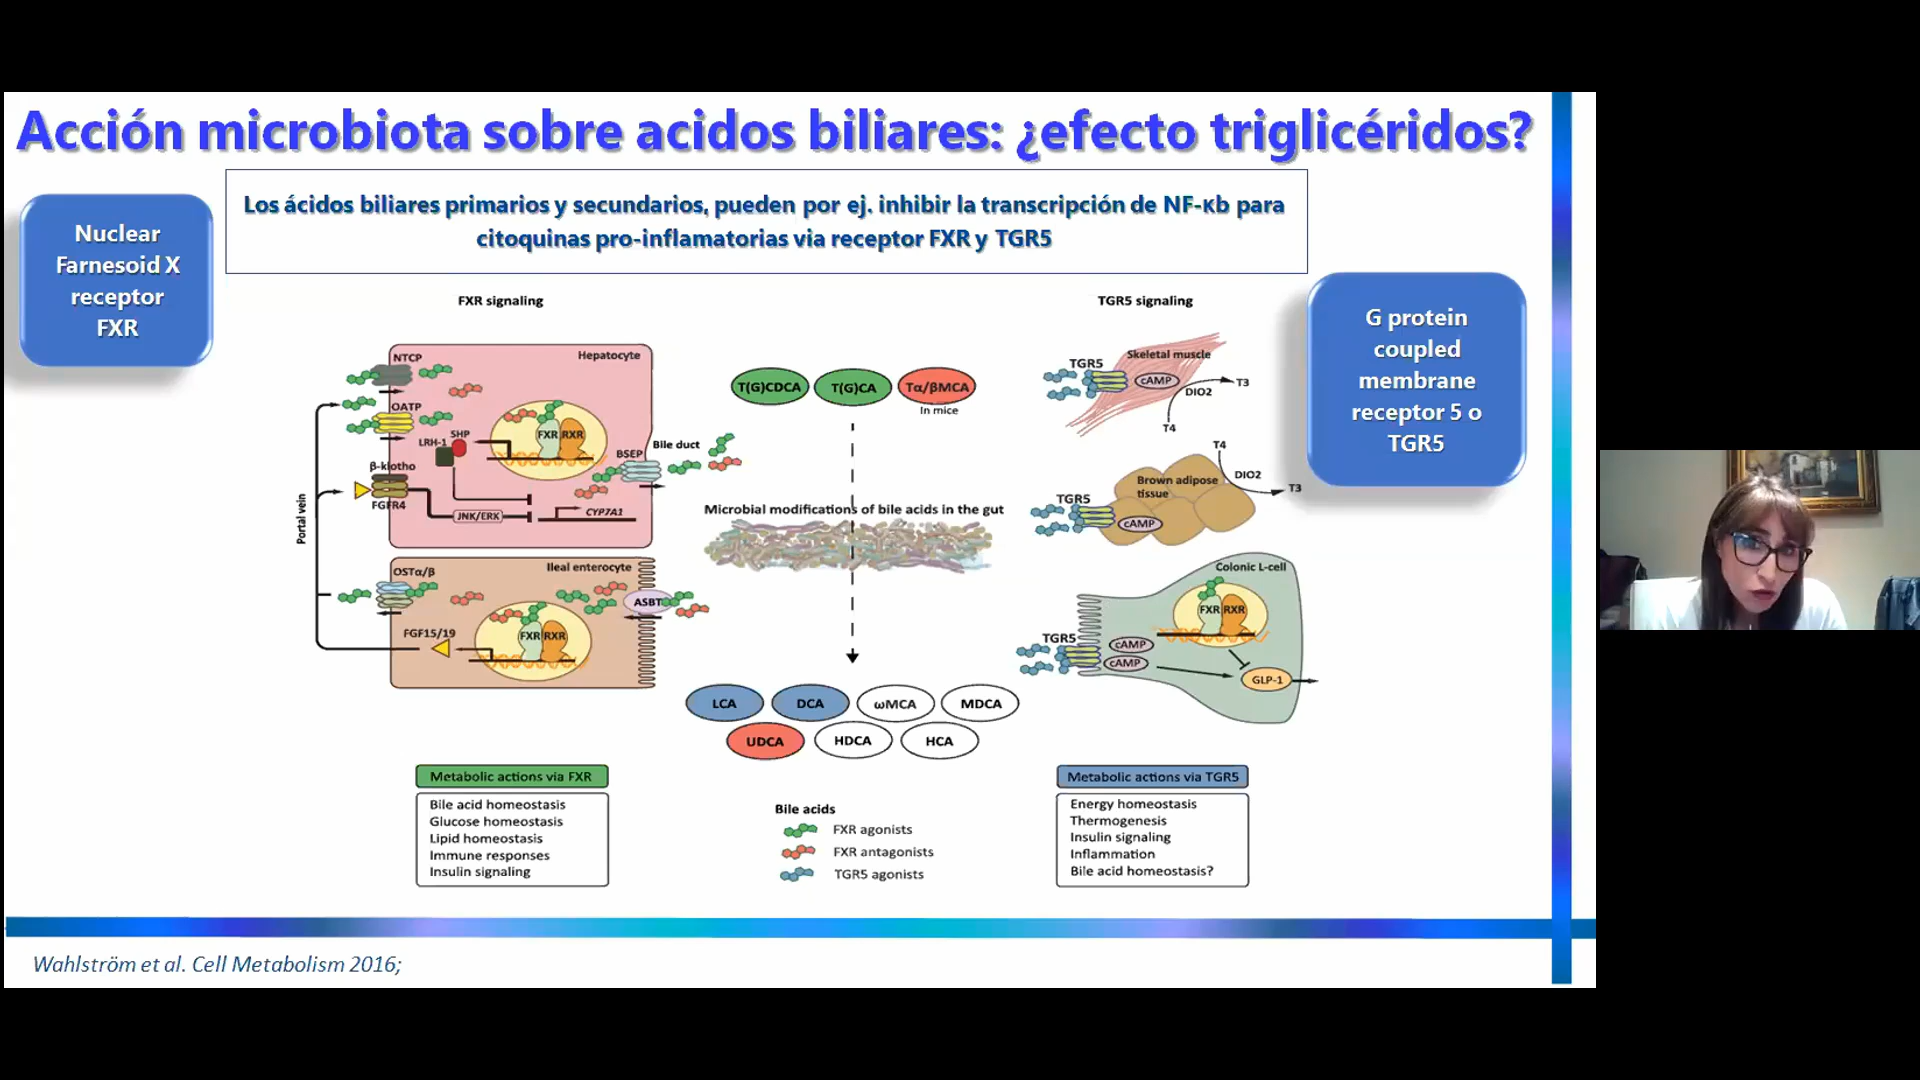 Acción microbiota sobre acidos biliares: ¿efecto triglicéridos?
Los ácidos biliares primarios y secundarios, pueden por ej. inhibir la transcripción de NF-κb para
citoquinas pro-inflamatorias via receptor FXR y TGR5
Nuclear
Farnesoid X
receptor
FXR
G protein
coupled
membrane
receptor 5 o
TGR5
FXR signaling
Portal vein
NTCP
Hepatocyte
OATP
LRH-1
SHP
FXR
RXR
BSEP
Bile duct
β-klotho
FGFR4
JNK/ERK
CYP7A1
OSTα/β
Ileal enterocyte
ASBT
FGF15/19
FXR
RXR
T(G)CDCA
T(G)CA
Tα/βMCA
In mice
Microbial modifications of bile acids in the gut
LCA
DCA
ωMCA
MDCA
UDCA
HDCA
HCA
TGR5 signaling
TGR5
Skeletal muscle
cAMP
T3
DIO2
T4
T4
DIO2
T3
Brown adipose
tissue
TGR5
cAMP
Colonic L-cell
FXR
RXR
TGR5
cAMP
cAMP
GLP-1
Metabolic actions via FXR
Bile acid homeostasis
Glucose homeostasis
Lipid homeostasis
Immune responses
Insulin signaling
Bile acids
FXR agonists
FXR antagonists
TGR5 agonists
Metabolic actions via TGR5
Energy homeostasis
Thermogenesis
Insulin signaling
Inflammation
Bile acid homeostasis?
Wahlström et al. Cell Metabolism 2016;